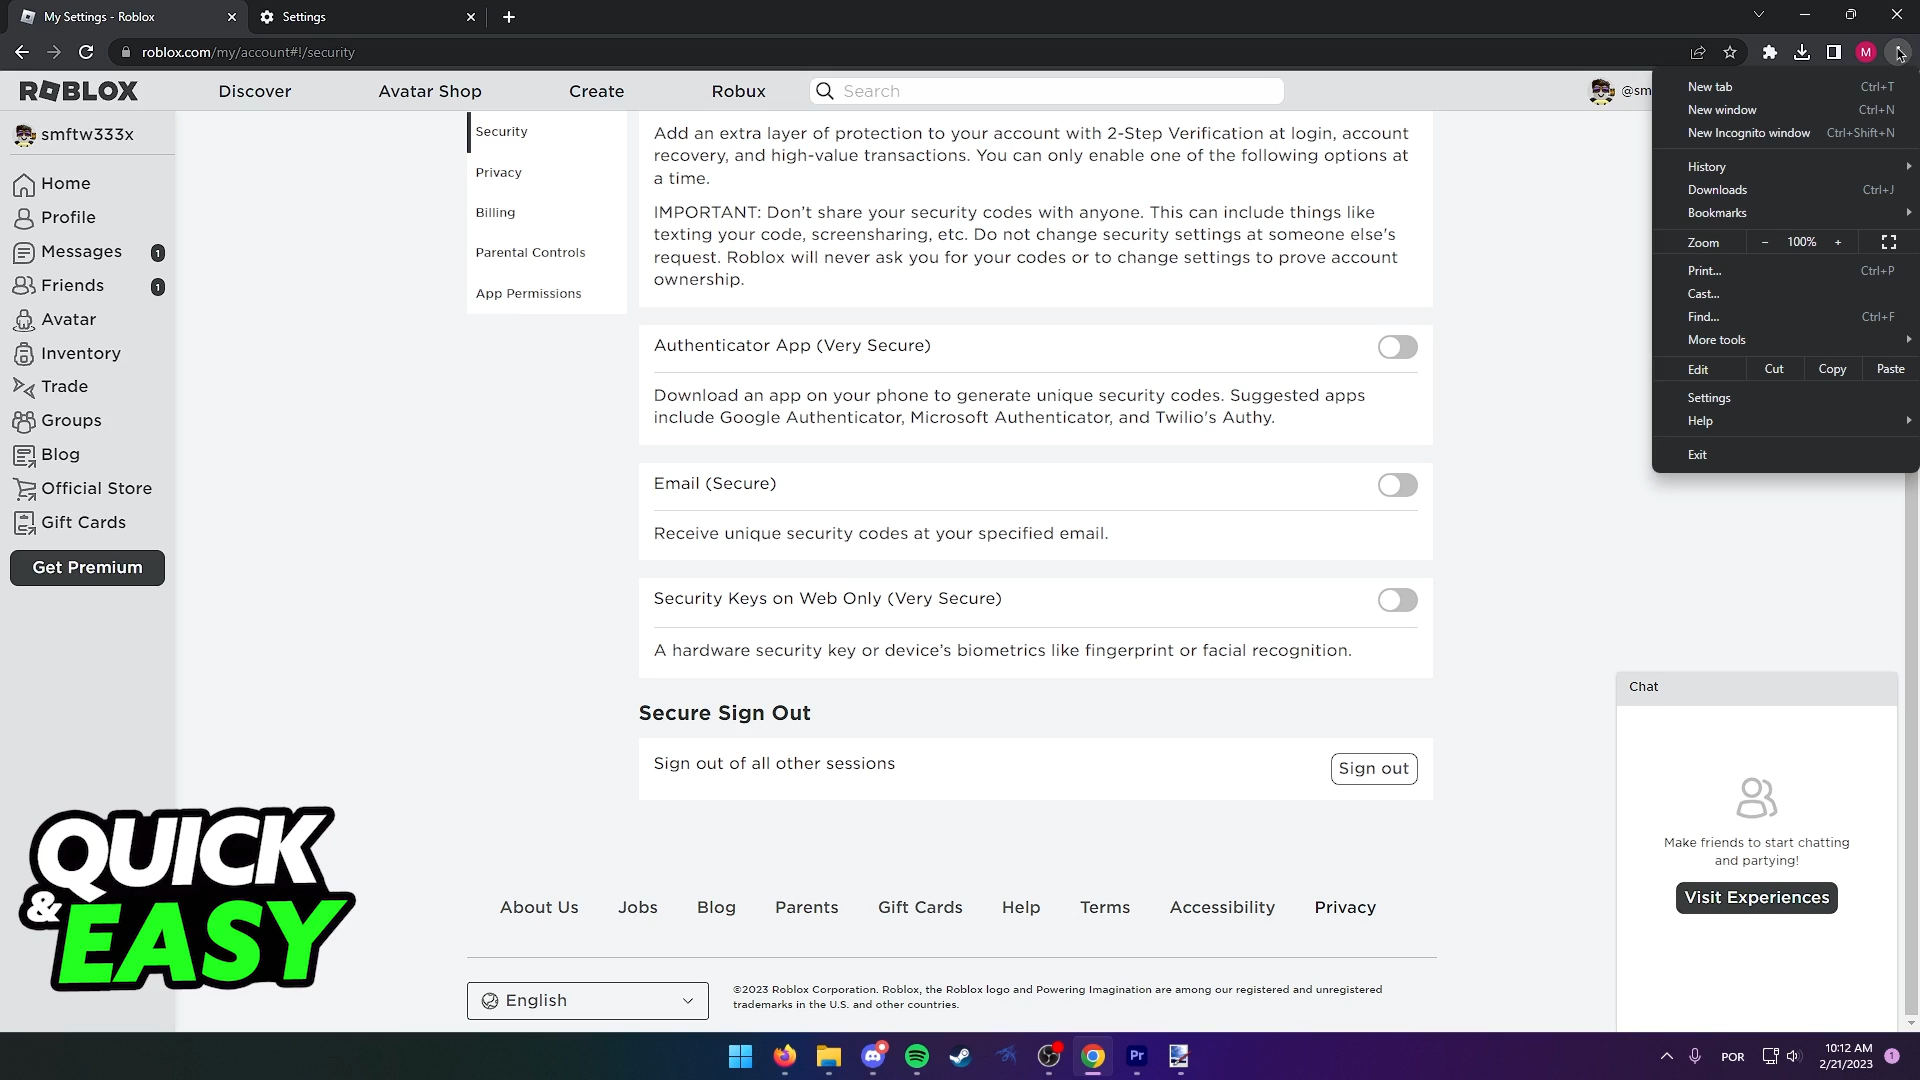 My Settings - Roblox
Settings
roblox.com/my/account#!/security
M
ROBLOX
Discover
Avatar Shop
Create
Robux
Search
@sm
smftw333x
Home
Profile
Messages 1
Friends 1
Avatar
Inventory
Trade
Groups
Blog
Official Store
Gift Cards
Get Premium
Security
Privacy
Billing
Parental Controls
App Permissions
Add an extra layer of protection to your account with 2-Step Verification at login, account
recovery, and high-value transactions. You can only enable one of the following options at
a time.
IMPORTANT: Don't share your security codes with anyone. This can include things like
texting your code, screensharing, etc. Do not change security settings at someone else's
request. Roblox will never ask you for your codes or to change settings to prove account
ownership.
Authenticator App (Very Secure)
Download an app on your phone to generate unique security codes. Suggested apps
include Google Authenticator, Microsoft Authenticator, and Twilio's Authy.
Email (Secure)
Receive unique security codes at your specified email.
Security Keys on Web Only (Very Secure)
A hardware security key or device's biometrics like fingerprint or facial recognition.
Secure Sign Out
Sign out of all other sessions
Sign out
New tab Ctrl+T
New window Ctrl+N
New Incognito window Ctrl+Shift+N
History
Downloads Ctrl+J
Bookmarks
Zoom - 100% +
Print... Ctrl+P
Cast...
Find... Ctrl+F
More tools
Edit Cut Copy Paste
Settings
Help
Exit
Chat
Make friends to start chatting
and partying!
Visit Experiences
QUICK
& EASY
About Us
Jobs
Blog
Parents
Gift Cards
Help
Terms
Accessibility
Privacy
English
©2023 Roblox Corporation. Roblox, the Roblox logo and Powering Imagination are among our registered and unregistered
trademarks in the U.S. and other countries.
Pr
POR
10:12 AM
2/21/2023
1